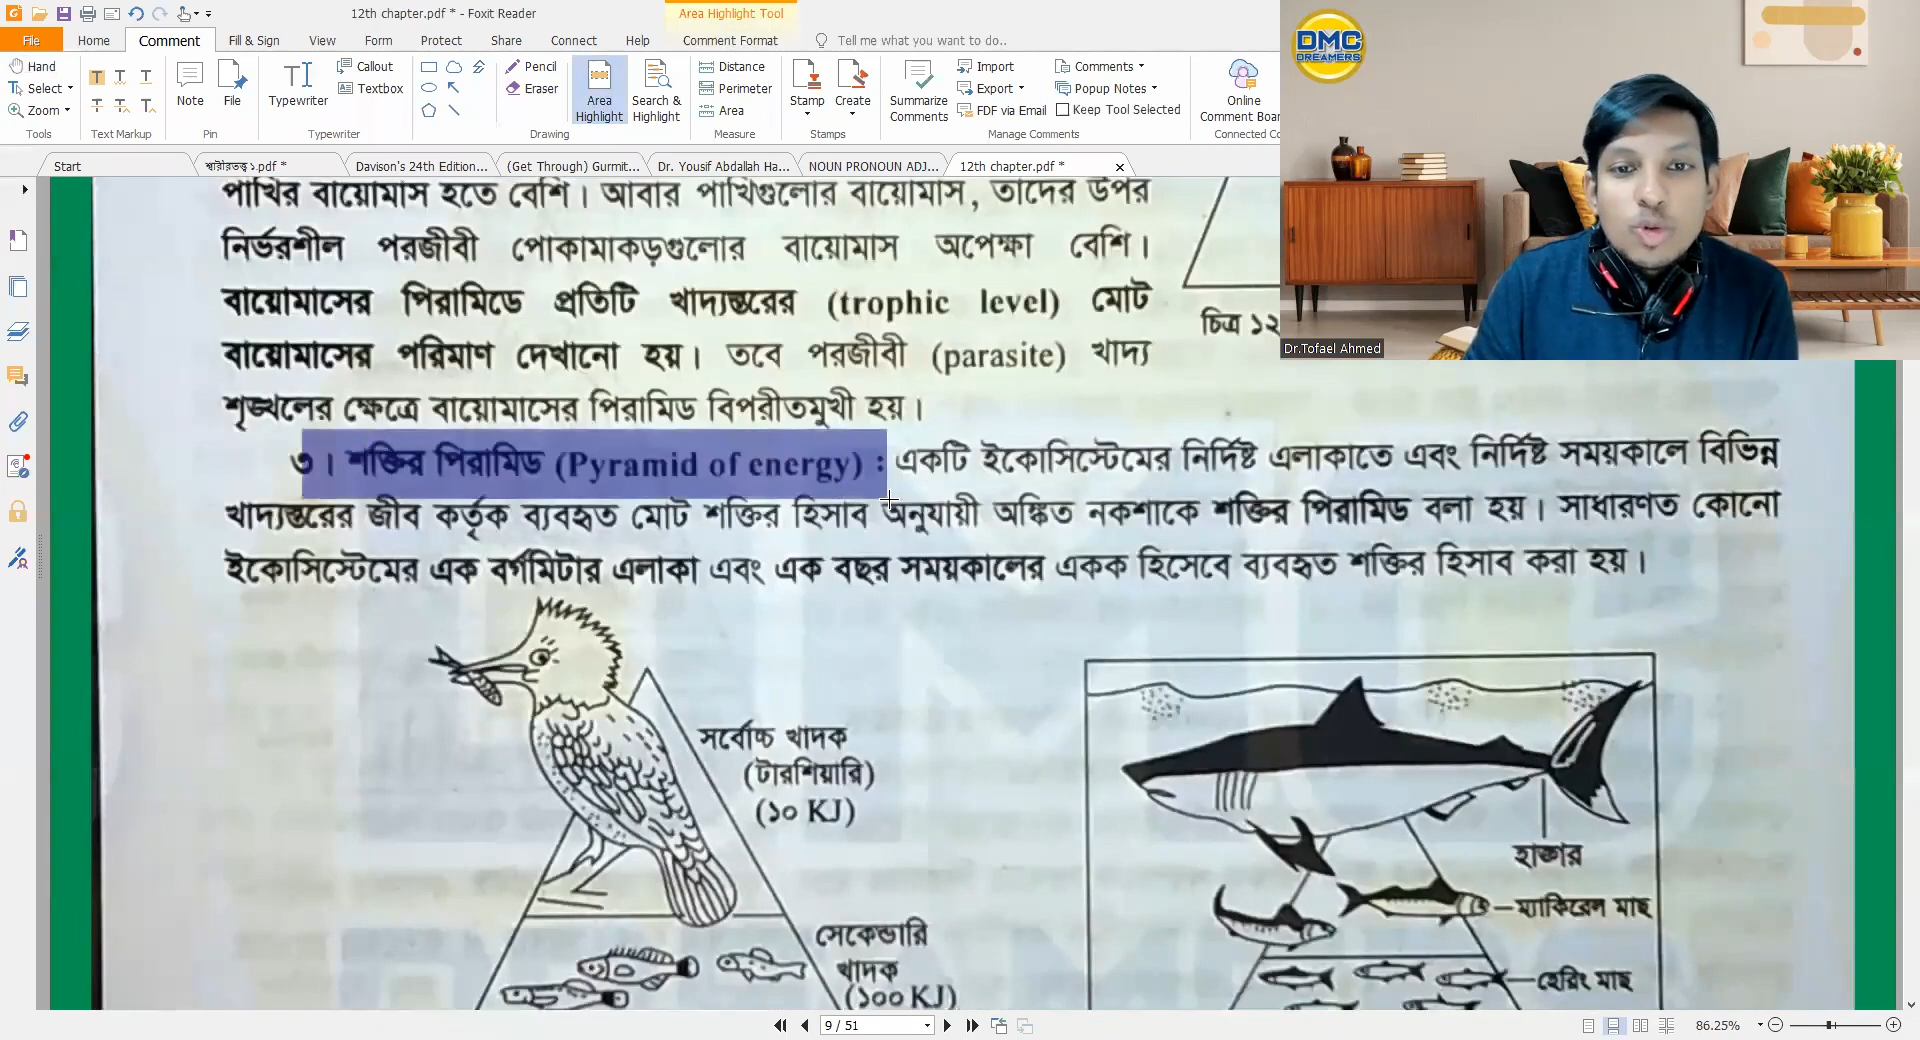 12th chapter.pdf * - Foxit Reader
Area Highlight Tool
File Home Comment Fill & Sign View Form Protect Share Connect Help Comment Format Tell me what you want to do..
Hand
Select
Zoom
Tools
Text Markup
Note
File
Pin
Typewriter
Callout
Textbox
Typewriter
Pencil
Eraser
Drawing
Area Highlight
Search & Highlight
Distance
Perimeter
Area
Measure
Stamp
Create
Stamps
Summarize Comments
Import
Export
FDF via Email
Comments
Popup Notes
Keep Tool Selected
Manage Comments
Online Comment Boar
Connected Co
DMC
DREAMERS
Dr.Tofael Ahmed
Start
শারীরতত্ত্ব ১.pdf *
Davison's 24th Edition...
(Get Through) Gurmit...
Dr. Yousif Abdallah Ha...
NOUN PRONOUN ADJ...
12th chapter.pdf *
পাখির বায়োমাস হতে বেশি। আবার পাখিগুলোর বায়োমাস, তাদের উপর
নির্ভরশীল পরজীবী পোকামাকড়গুলোর বায়োমাস অপেক্ষা বেশি।
বায়োমাসের পিরামিডে প্রতিটি খাদ্যস্তরের (trophic level) মোট
বায়োমাসের পরিমাণ দেখানো হয়। তবে পরজীবী (parasite) খাদ্য
শৃঙ্খলের ক্ষেত্রে বায়োমাসের পিরামিড বিপরীতমুখী হয়।
চিত্র ১২
৩। শক্তির পিরামিড (Pyramid of energy) : একটি ইকোসিস্টেমের নির্দিষ্ট এলাকাতে এবং নির্দিষ্ট সময়কালে বিভিন্ন
খাদ্যস্তরের জীব কর্তৃক ব্যবহৃত মোট শক্তির হিসাব অনুযায়ী অঙ্কিত নকশাকে শক্তির পিরামিড বলা হয়। সাধারণত কোনো
ইকোসিস্টেমের এক বর্গমিটার এলাকা এবং এক বছর সময়কালের একক হিসেবে ব্যবহৃত শক্তির হিসাব করা হয়।
সর্বোচ্চ খাদক
(টারশিয়ারি)
(১০ KJ)
সেকেন্ডারি
খাদক
(১০০ KJ)
হাঙ্গর
ম্যাকিরেল মাছ
হেরিং মাছ
9 / 51
86.25%